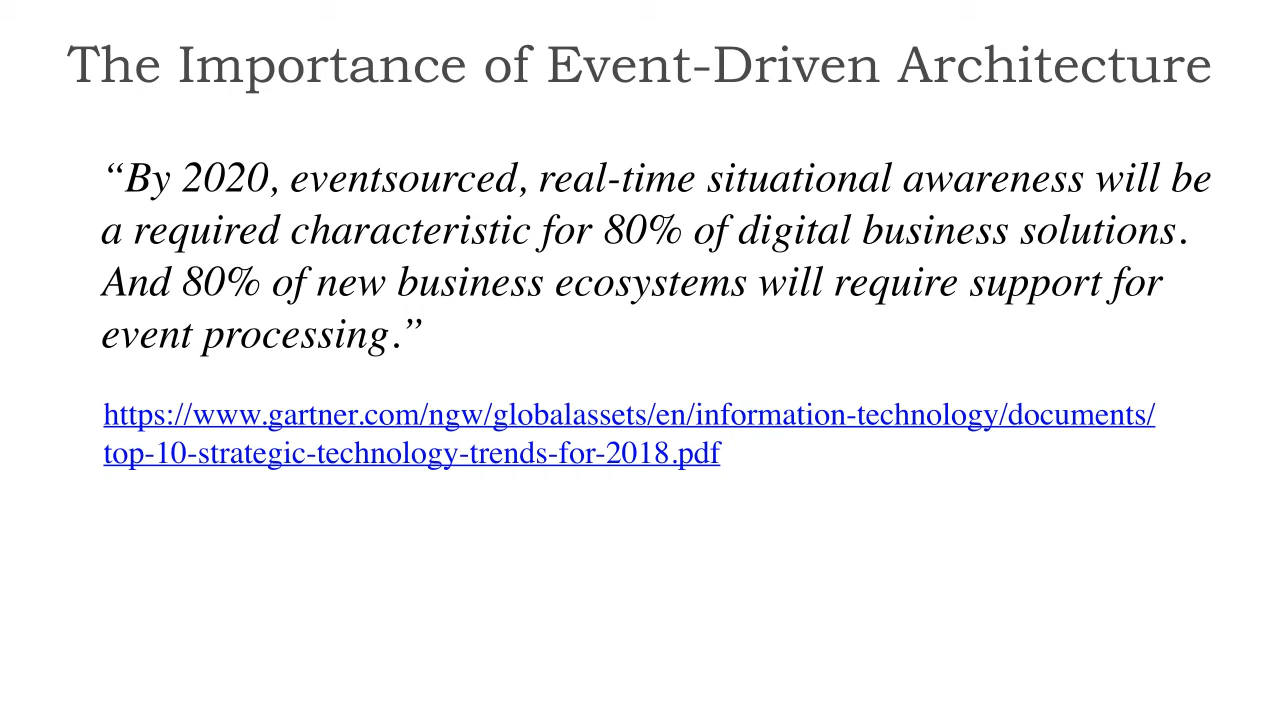 The Importance of Event-Driven Architecture
“By 2020, eventsourced, real-time situational awareness will be
a required characteristic for 80% of digital business solutions.
And 80% of new business ecosystems will require support for
event processing.”
https://www.gartner.com/ngw/globalassets/en/information-technology/documents/
top-10-strategic-technology-trends-for-2018.pdf